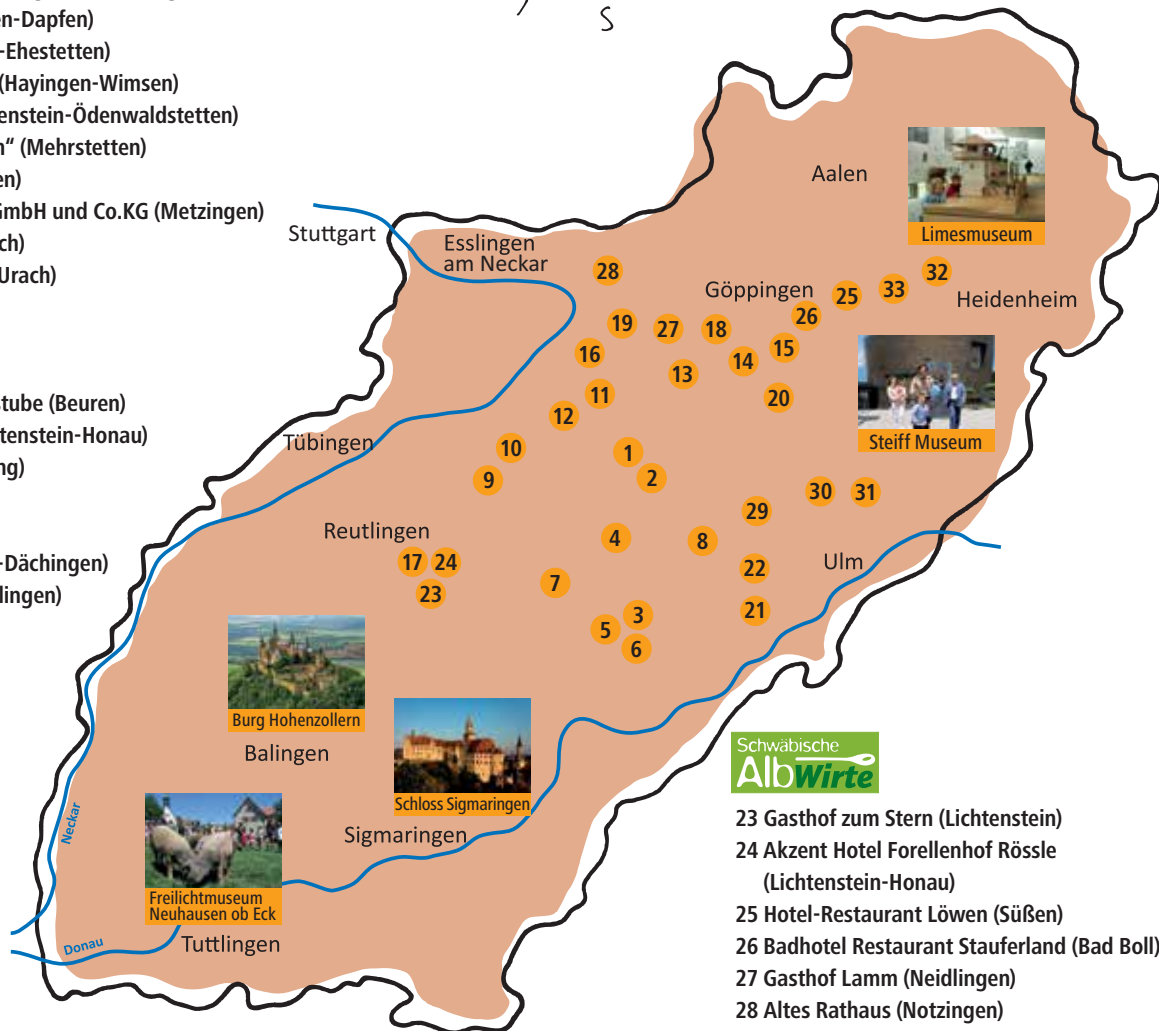 en-Dapfen)
-Ehestetten)
(Hayingen-Wimsen)
enstein-Ödenwaldstetten)
n“ (Mehrstetten)
en)
GmbH und Co.KG (Metzingen)
ch)
Urach)
stube (Beuren)
tenstein-Honau)
ng)
-Dächingen)
lingen)
S
Aalen
Limesmuseum
Stuttgart
Esslingen
am Neckar
28
Göppingen
25
33
32
Heidenheim
26
19
27
18
16
15
14
13
11
20
12
Steiff Museum
Tübingen
10
1
9
2
30
31
29
Reutlingen
4
8
17
24
22
Ulm
7
23
21
3
5
6
Burg Hohenzollern
Balingen
Schloss Sigmaringen
Sigmaringen
Neckar
Freilichtmuseum
Neuhausen ob Eck
Donau
Tuttlingen
Schwäbische
AlbWirte
23 Gasthof zum Stern (Lichtenstein)
24 Akzent Hotel Forellenhof Rössle
(Lichtenstein-Honau)
25 Hotel-Restaurant Löwen (Süßen)
26 Badhotel Restaurant Stauferland (Bad Boll)
27 Gasthof Lamm (Neidlingen)
28 Altes Rathaus (Notzingen)